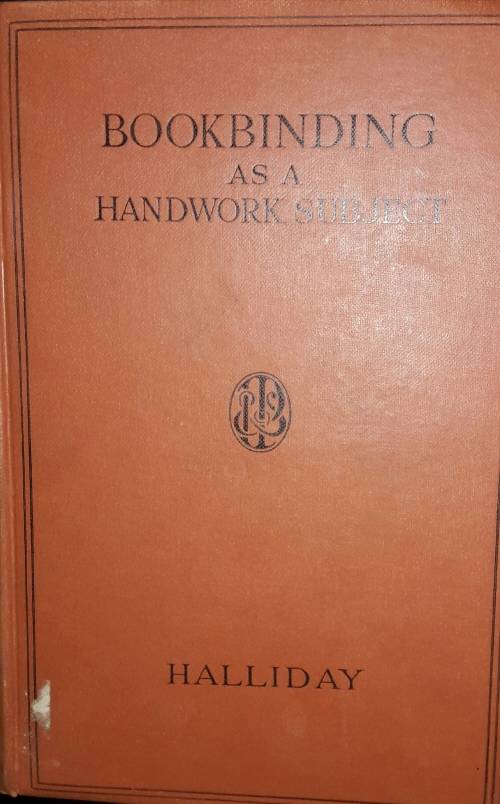 BOOKBINDING
AS A
HANDWORK SUBJECT
HALLIDAY